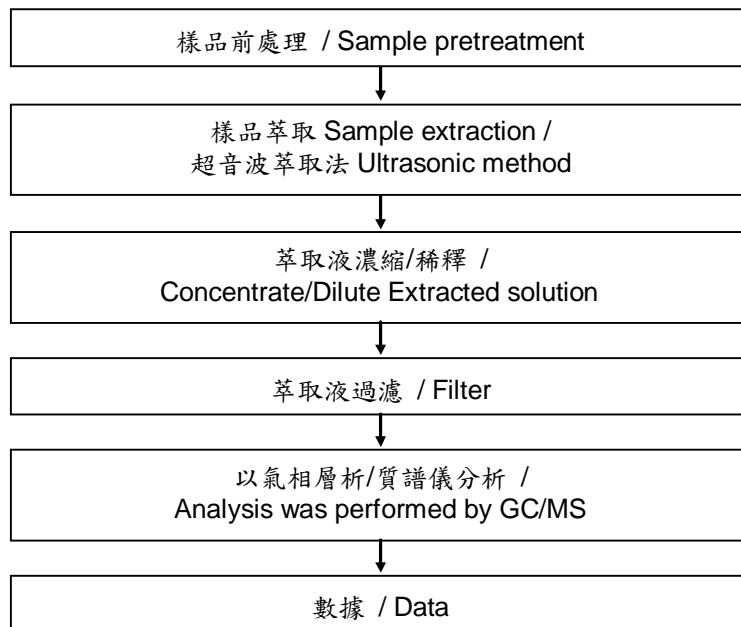 樣品前處理 / Sample pretreatment
樣品萃取 Sample extraction /
超音波萃取法 Ultrasonic method
萃取液濃縮/稀釋 /
Concentrate/Dilute Extracted solution
萃取液過濾 / Filter
以氣相層析/質譜儀分析 /
Analysis was performed by GC/MS
數據 / Data